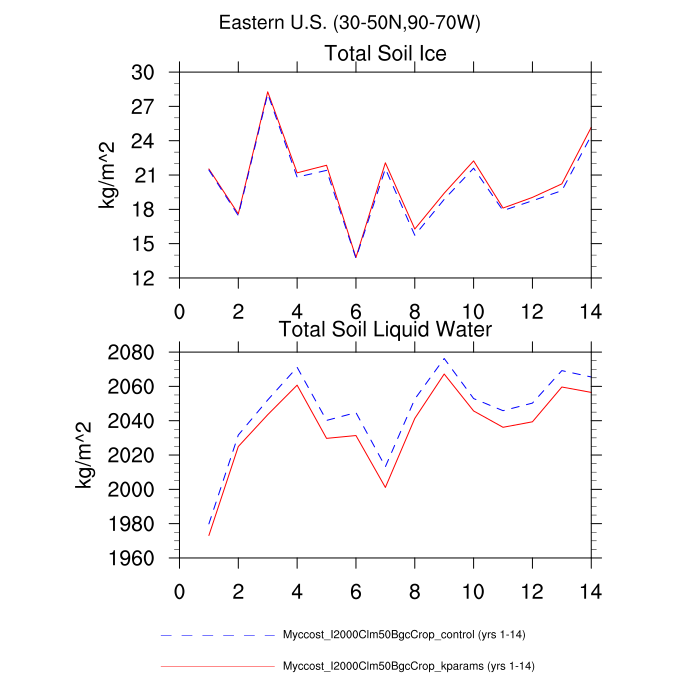 Eastern U.S. (30-50N,90-70W)
Total Soil Ice
kg/m^2
30
27
24
21
18
15
12
0 2 4 6 8 10 12 14
Total Soil Liquid Water
kg/m^2
2080
2060
2040
2020
2000
1980
1960
0 2 4 6 8 10 12 14
Myccost_I2000Clm50BgcCrop_control (yrs 1-14)
Myccost_I2000Clm50BgcCrop_kparams (yrs 1-14)